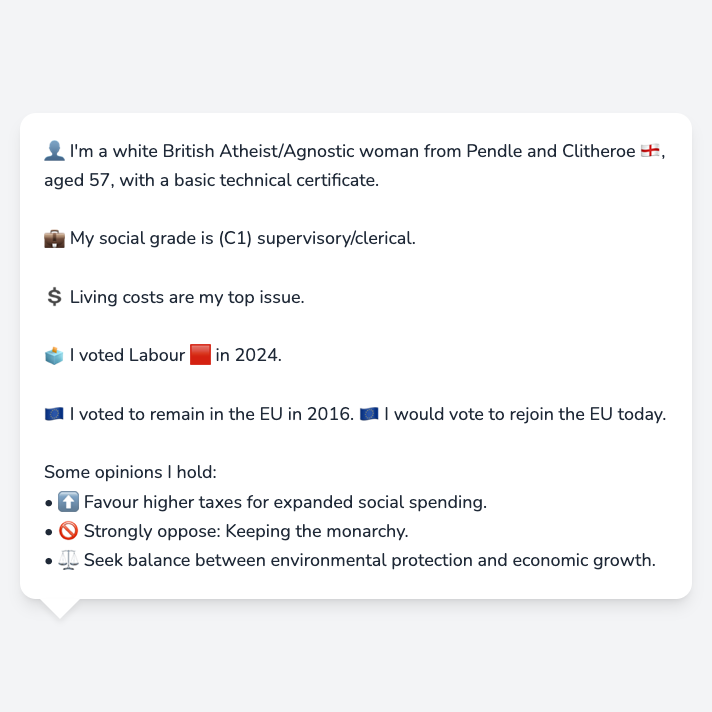 👤 I'm a white British Atheist/Agnostic woman from Pendle and Clitheroe 🏴󠁧󠁢󠁥󠁮󠁧󠁿,
aged 57, with a basic technical certificate.
💼 My social grade is (C1) supervisory/clerical.
💲 Living costs are my top issue.
🗳️ I voted Labour 🟥 in 2024.
🇪🇺 I voted to remain in the EU in 2016. 🇪🇺 I would vote to rejoin the EU today.
Some opinions I hold:
• ⬆️ Favour higher taxes for expanded social spending.
• 🚫 Strongly oppose: Keeping the monarchy.
• ⚖️ Seek balance between environmental protection and economic growth.